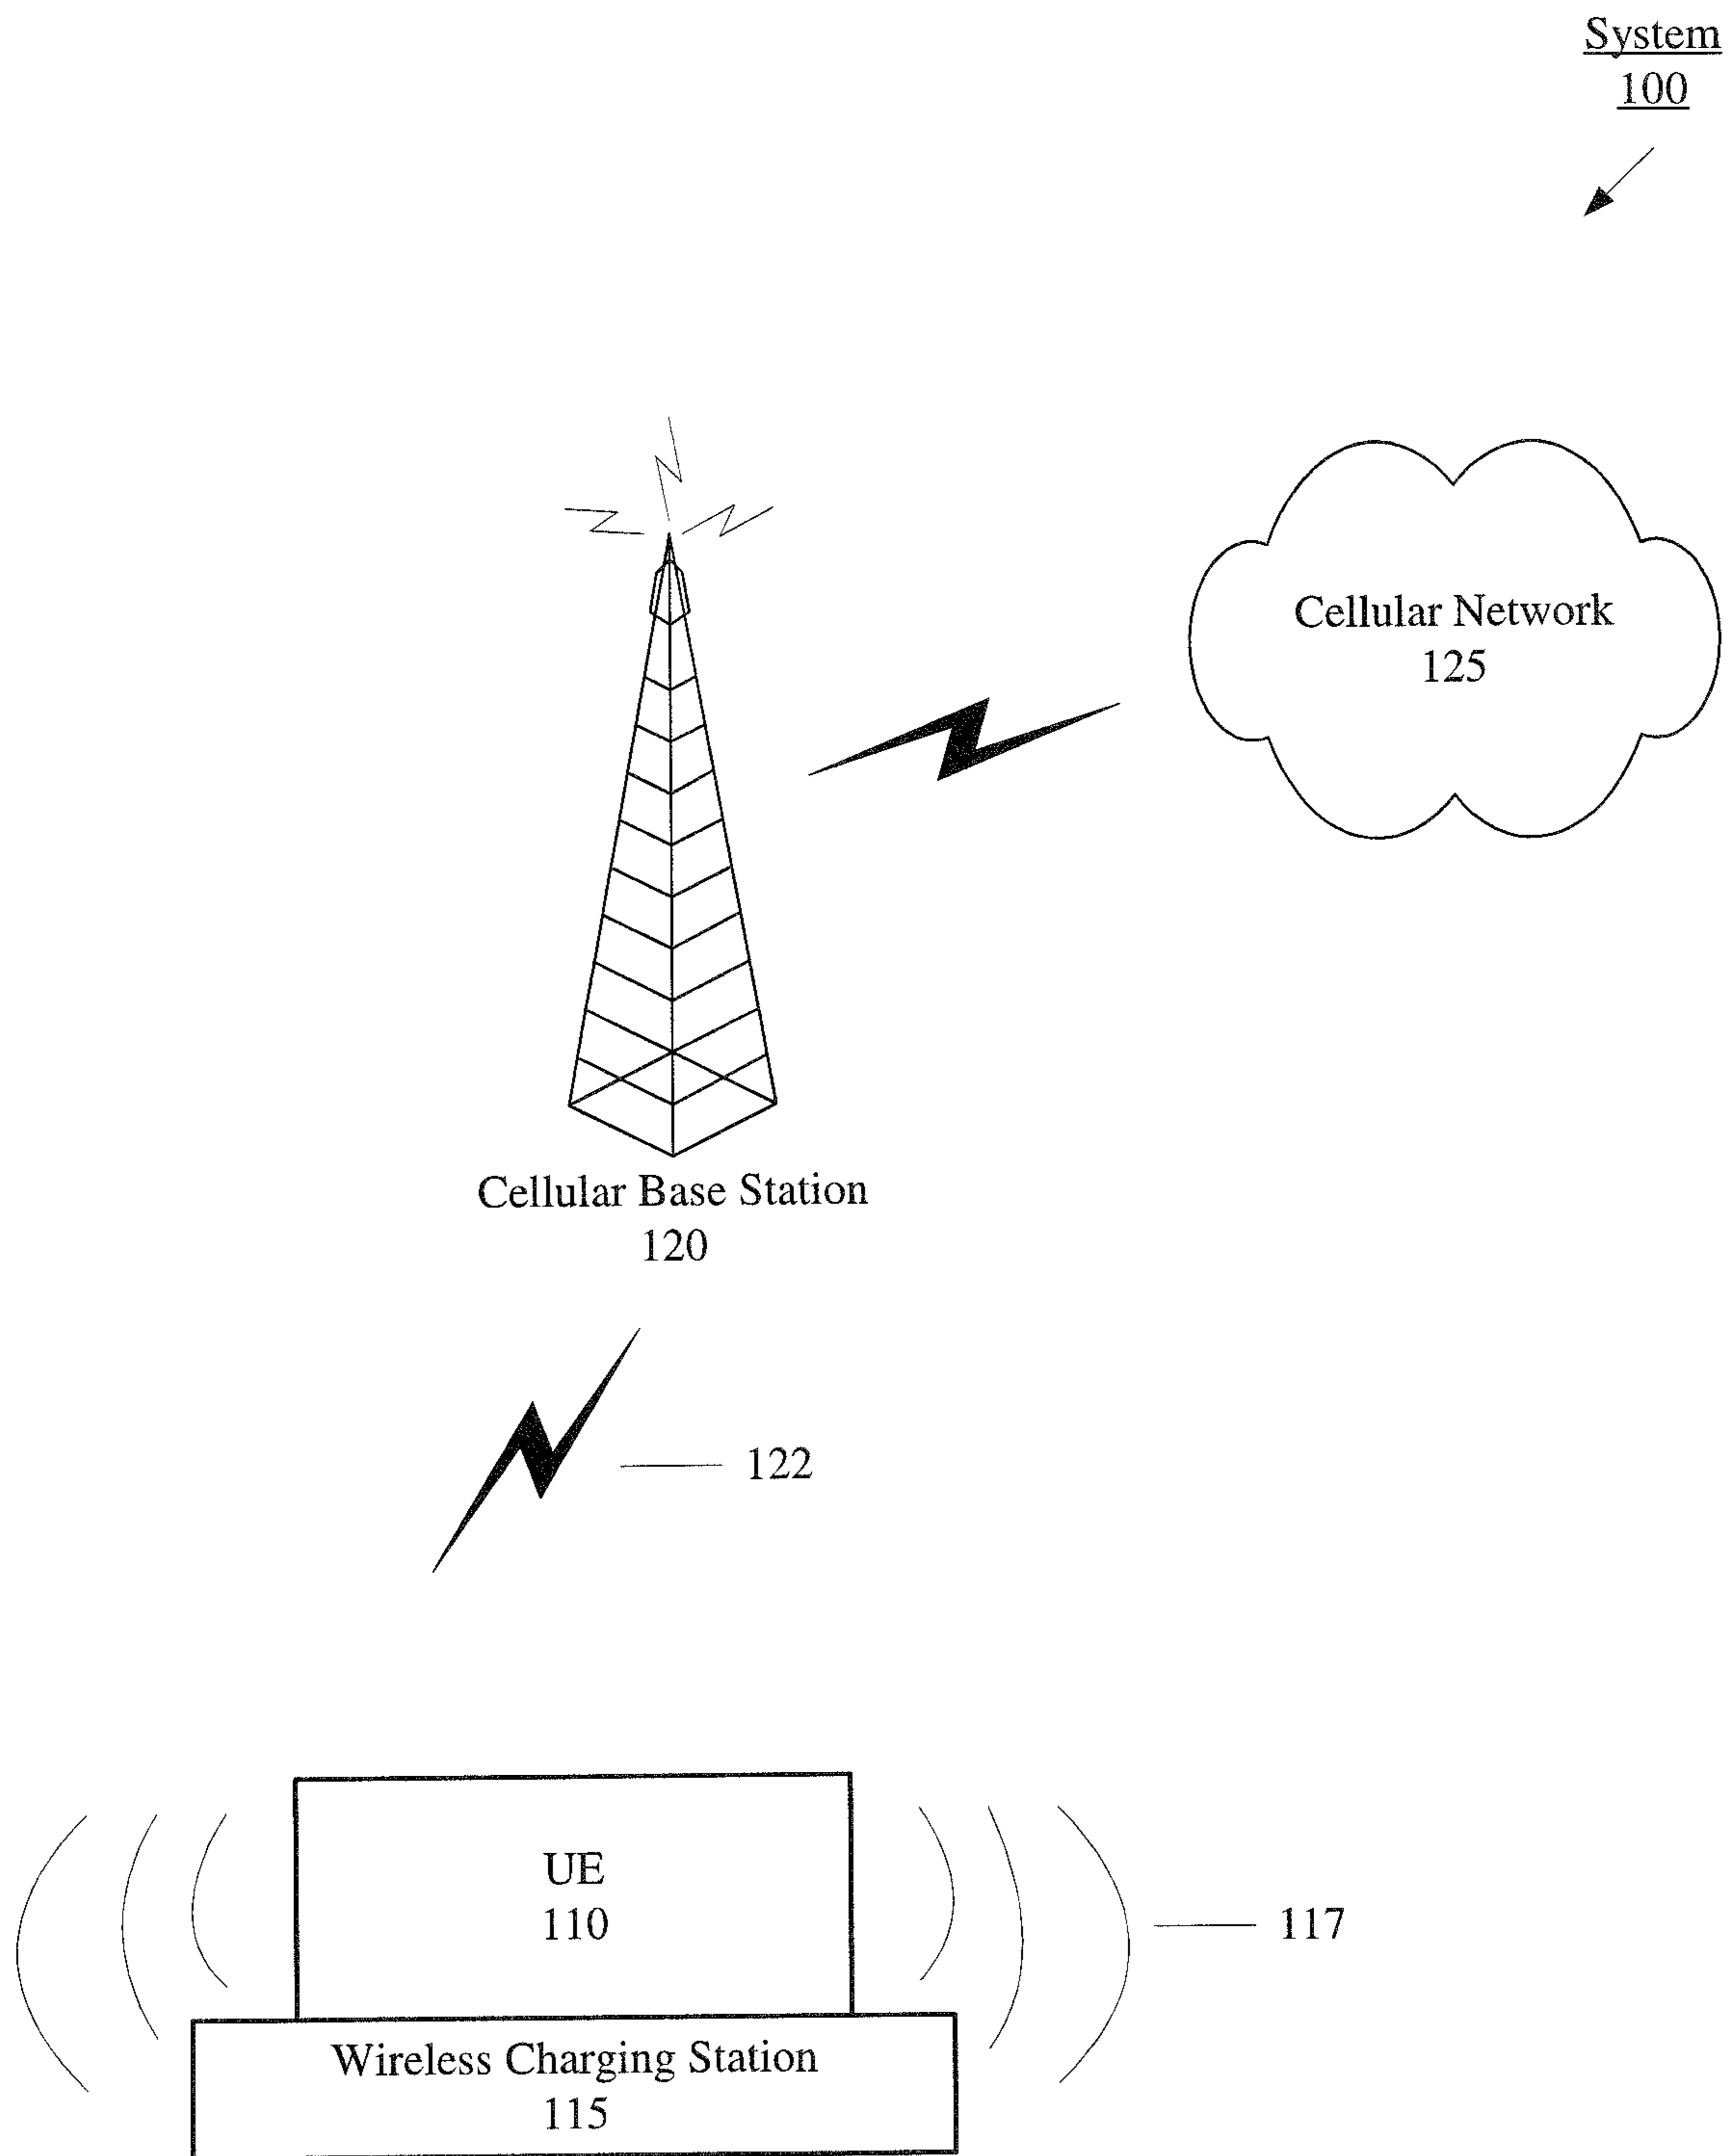 System
100
Cellular Network
125
Cellular Base Station
120
122
UE
110
117
Wireless Charging Station
115